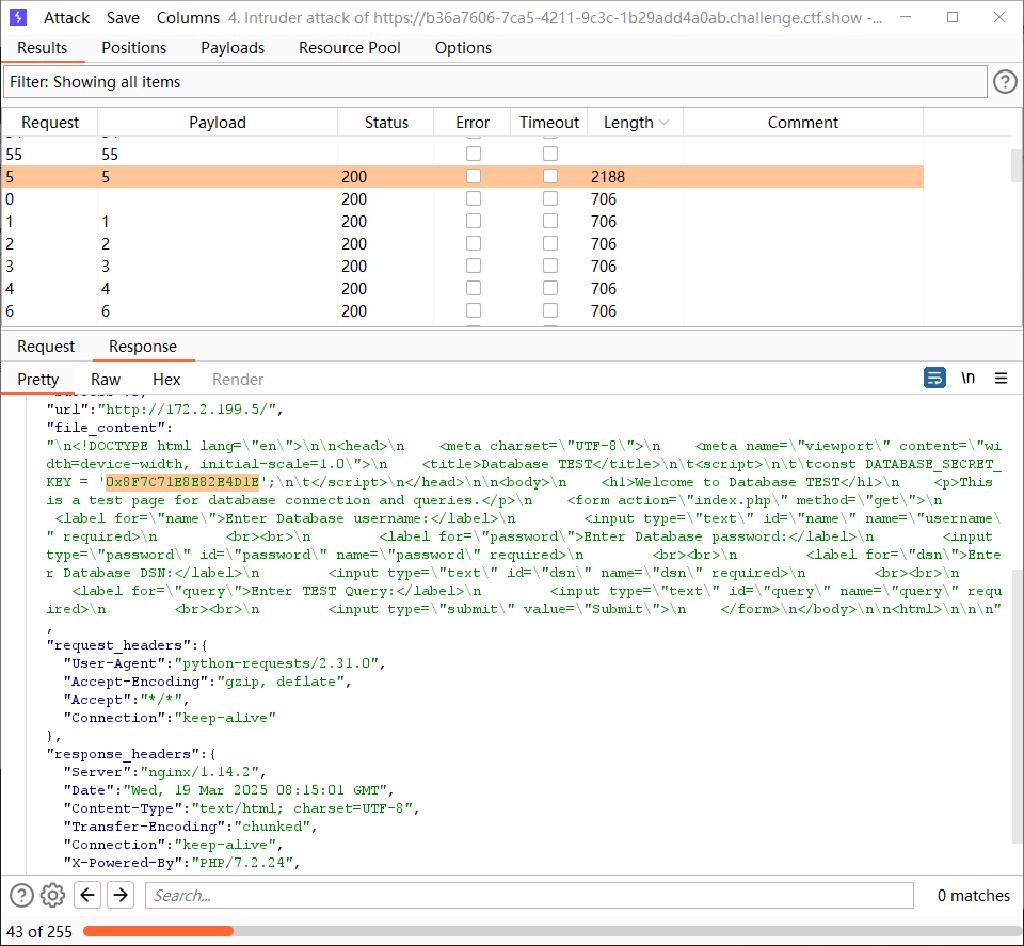 Attack Save Columns 4. Intruder attack of https://b36a7606-7ca5-4211-9c3c-1b29add4a0ab.challenge.ctf.show -...
Results Positions Payloads Resource Pool Options
Filter: Showing all items
Request Payload Status Error Timeout Length Comment
55 55
5 5 200 2188
0 200 706
1 1 200 706
2 2 200 706
3 3 200 706
4 4 200 706
6 6 200 706
Request Response
Pretty Raw Hex Render \n
"url":"http://172.2.199.5/",
"file_content":
"\n<!DOCTYPE html lang=\"en\">\n\n<head>\n    <meta charset=\"UTF-8\">\n    <meta name=\"viewport\" content=\"wi
dth=device-width, initial-scale=1.0\">\n    <title>Database TEST</title>\n\t<script>\n\t\tconst DATABASE_SECRET_
KEY = '0x8F7C71E8E82E4D1E';\n\t</script>\n</head>\n\n<body>\n    <h1>Welcome to Database TEST</h1>\n    <p>This
is a test page for database connection and queries.</p>\n    <form action=\"index.php\" method=\"get\">\n
<label for=\"name\">Enter Database username:</label>\n        <input type=\"text\" id=\"name\" name=\"username\
" required>\n        <br><br>\n        <label for=\"password\">Enter Database password:</label>\n        <input
type=\"password\" id=\"password\" name=\"password\" required>\n        <br><br>\n        <label for=\"dsn\">Ente
r Database DSN:</label>\n        <input type=\"text\" id=\"dsn\" name=\"dsn\" required>\n        <br><br>\n
<label for=\"query\">Enter TEST Query:</label>\n        <input type=\"text\" id=\"query\" name=\"query\" requ
ired>\n        <br><br>\n        <input type=\"submit\" value=\"Submit\">\n    </form>\n</body>\n\n<html>\n\n\n"
,
"request_headers":{
"User-Agent":"python-requests/2.31.0",
"Accept-Encoding":"gzip, deflate",
"Accept":"*/*",
"Connection":"keep-alive"
},
"response_headers":{
"Server":"nginx/1.14.2",
"Date":"Wed, 19 Mar 2025 08:15:01 GMT",
"Content-Type":"text/html; charset=UTF-8",
"Transfer-Encoding":"chunked",
"Connection":"keep-alive",
"X-Powered-By":"PHP/7.2.24",
Search... 0 matches
43 of 255